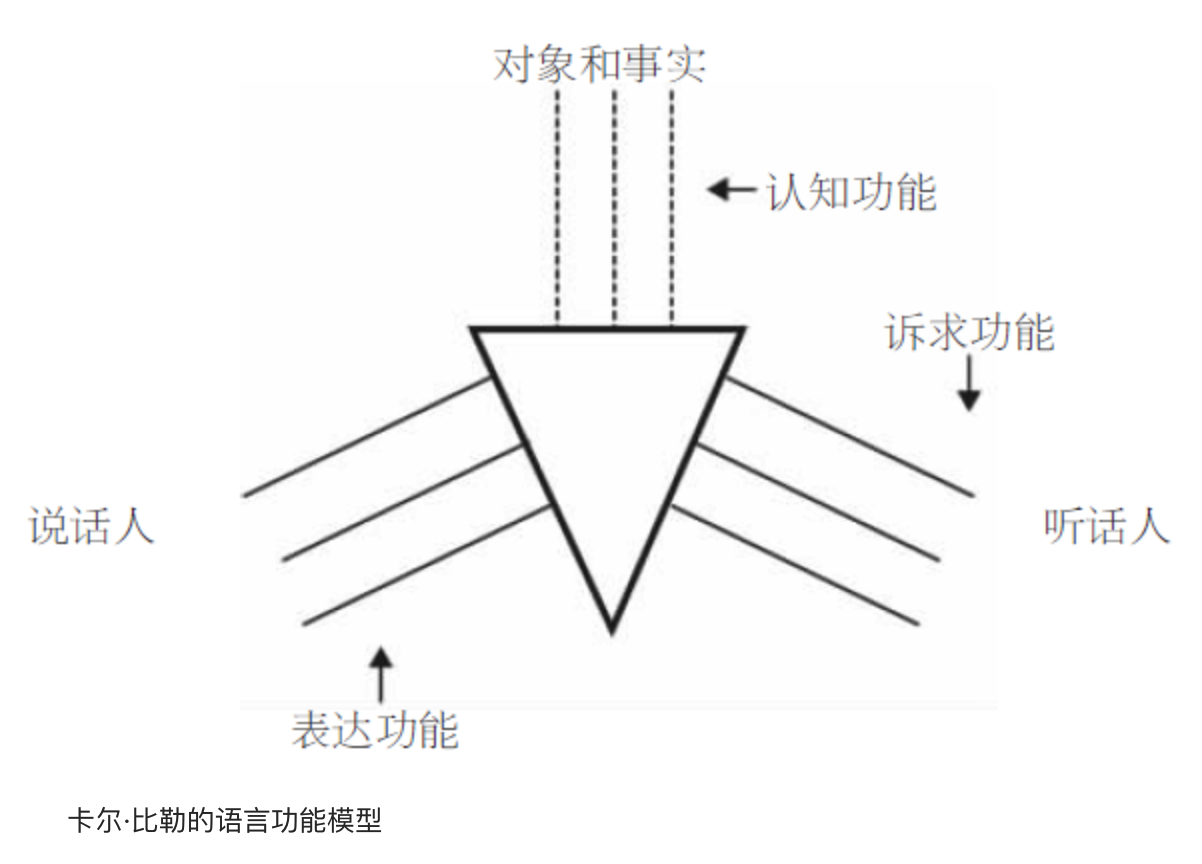 对象和事实
认知功能
诉求功能
说话人
听话人
表达功能
卡尔·比勒的语言功能模型